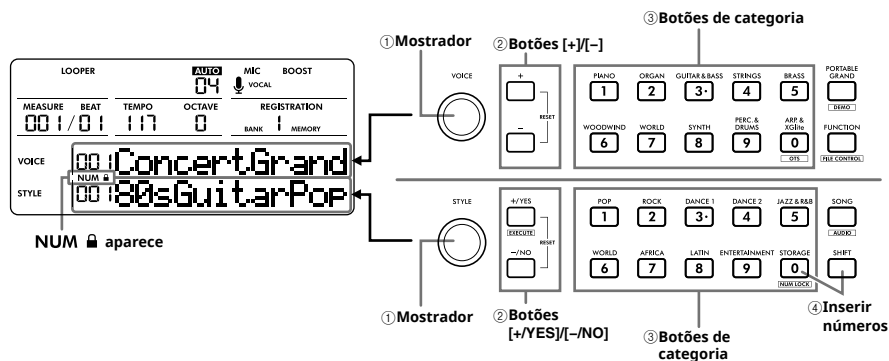 ③Botões de categoria
①Mostrador
②Botões [+]/[–]
LOOPER
AUTO
04
MIC
BOOST
VOCAL
MEASURE
BEAT
TEMPO
OCTAVE
REGISTRATION
001/01
117
0
BANK
1
MEMORY
VOICE
001
ConcertGrand
NUM
STYLE
001
80sGuitarPop
NUM 🔒 aparece
VOICE
+
–
RESET
PIANO
ORGAN
GUITAR & BASS
STRINGS
BRASS
PORTABLE
GRAND
1
2
3·
4
5
DEMO
WOODWIND
WORLD
SYNTH
PERC. &
DRUMS
ARP. &
XGlite
FUNCTION
6
7
8
9
0
OTS
FILE CONTROL
STYLE
+/YES
EXECUTE
–/NO
RESET
POP
ROCK
DANCE 1
DANCE 2
JAZZ & R&B
SONG
1
2
3·
4
5
AUDIO
WORLD
AFRICA
LATIN
ENTERTAINMENT
STORAGE
SHIFT
6
7
8
9
0
NUM LOCK
①Mostrador
②Botões
[+/YES]/[–/NO]
③Botões de
categoria
④Inserir
números